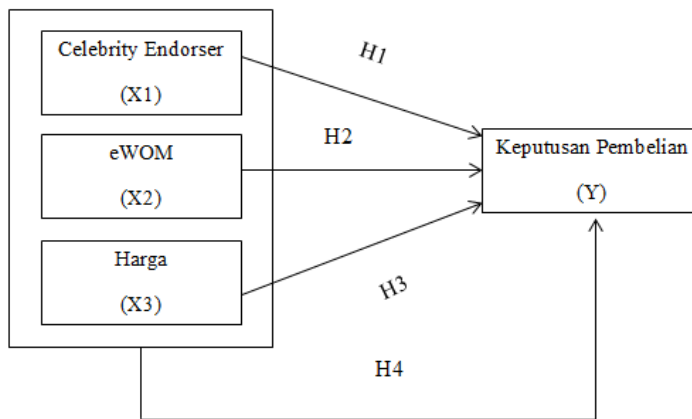 Celebrity Endorser
(X1)
H1
eWOM
(X2)
H2
Keputusan Pembelian
(Y)
Harga
(X3)
H3
H4